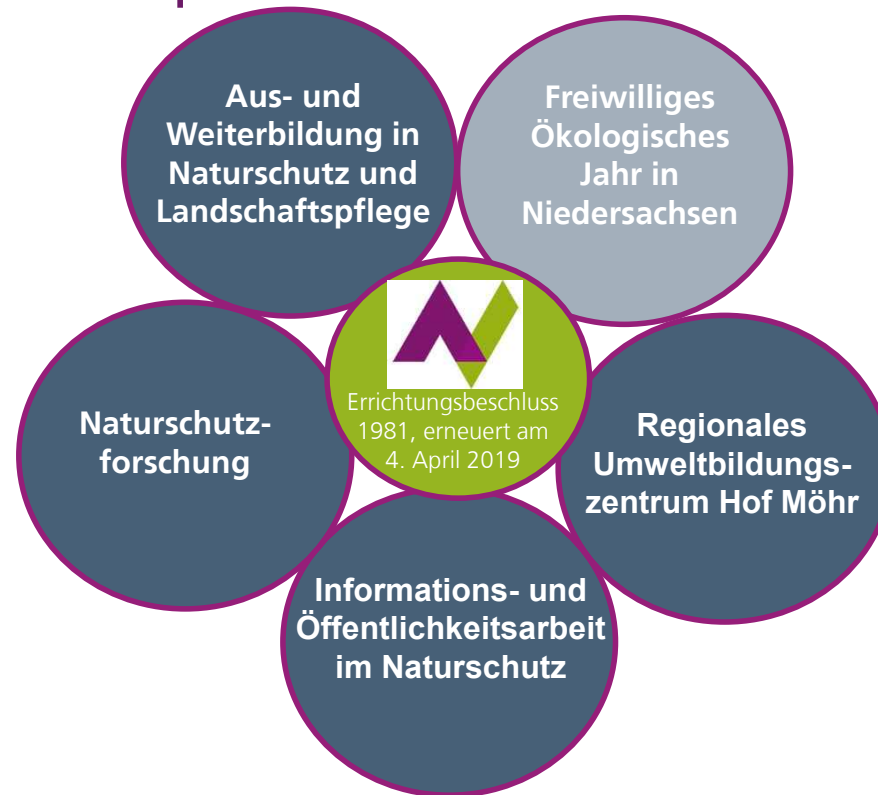 Aus- und
Weiterbildung in
Naturschutz und
Landschaftspflege
Freiwilliges
Ökologisches
Jahr in
Niedersachsen
Errichtungsbeschluss
1981, erneuert am
4. April 2019
Naturschutz-
forschung
Regionales
Umweltbildungs-
zentrum Hof Möhr
Informations- und
Öffentlichkeitsarbeit
im Naturschutz